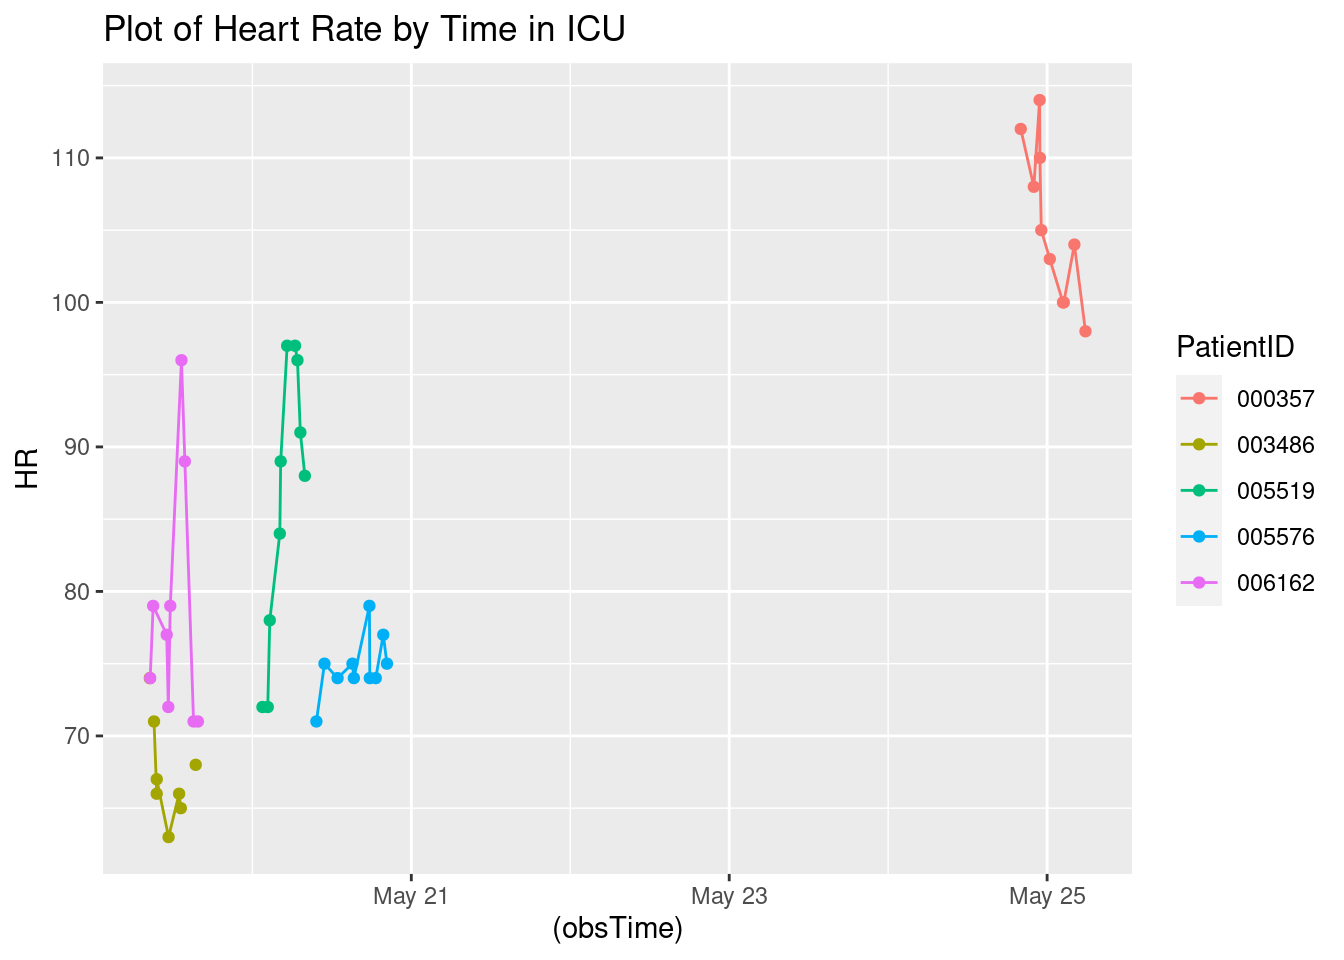 Plot of Heart Rate by Time in ICU
110
100
90
80
70
HR
May 21
May 23
May 25
(obsTime)
PatientID
000357
003486
005519
005576
006162